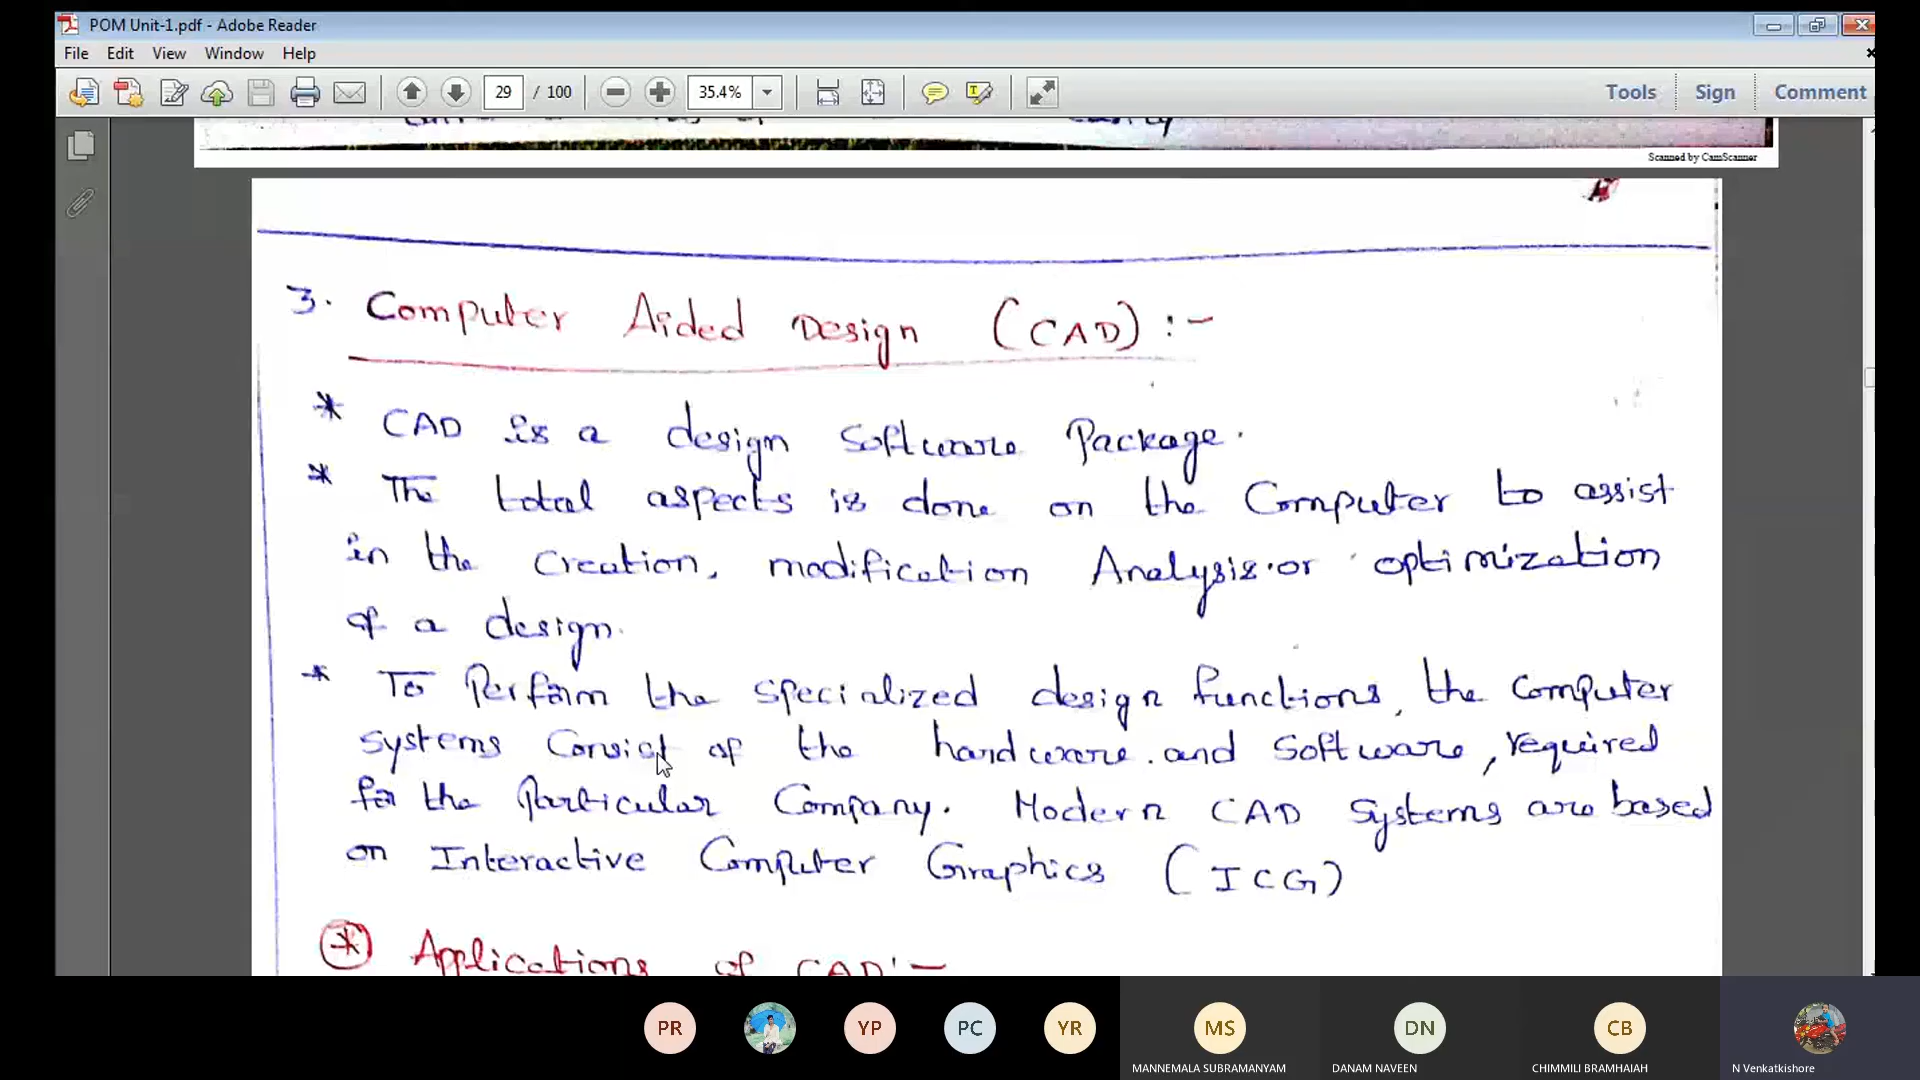 POM Unit-1.pdf - Adobe Reader
File Edit View Window Help
29 / 100 35.4% Tools Sign Comment
Scanned by CamScanner
3. Computer Aided Design (CAD) :-
* CAD is a design Software Package.
* The total aspects is done on the Computer to assist
in the creation, modification Analysis or optimization
of a design.
* To Perform the specialized design functions, the Computer
systems Consist of the hardware and Software, required
for the Particular Company. Modern CAD Systems are based
on Interactive Computer Graphics (ICG)
* Applications of CAD :-
PR YP PC YR MS DN CB
MANNEMALA SUBRAMANYAM DANAM NAVEEN CHIMMILI BRAMHAIAH N Venkatkishore